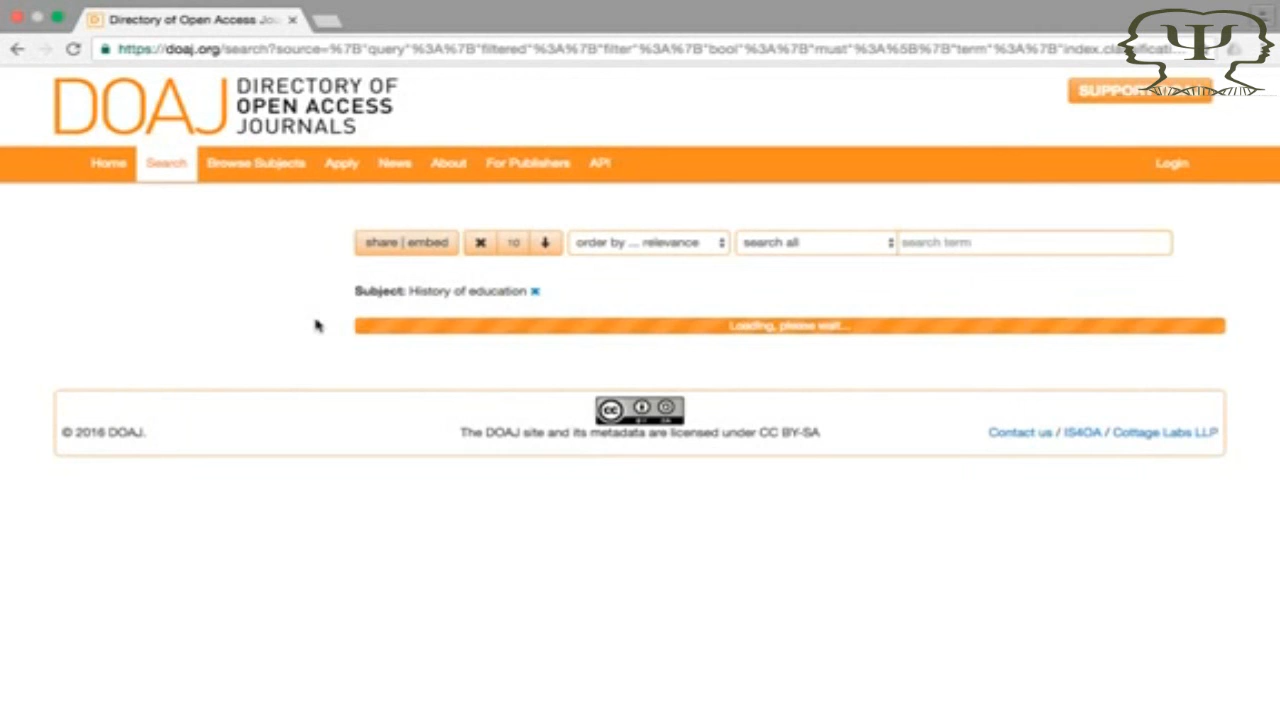 Directory of Open Access Jou
https://doaj.org/search?source=%7B"query"%3A%7B"filtered"%3A%7B"filter"%3A%7B"bool"%3A%7B"must"%3A%5B%7B"term"%3A%7B"index.classificati...
DOAJ
DIRECTORY OF
OPEN ACCESS
JOURNALS
SUPPORT
Home Search Browse Subjects Apply News About For Publishers API Login
share | embed 10 order by ... relevance search all search term
Subject: History of education
Loading, please wait...
cc
© 2016 DOAJ. The DOAJ site and its metadata are licensed under CC BY-SA Contact us / IS4OA / Cottage Labs LLP